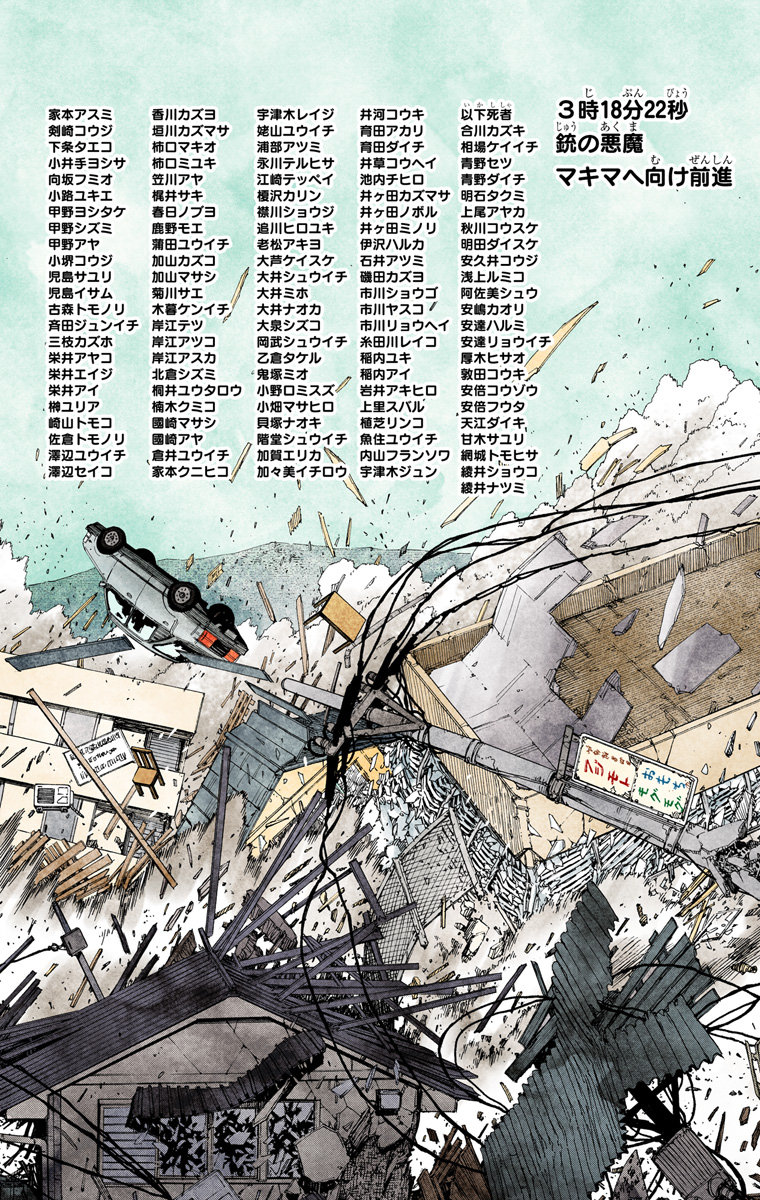 3時18分22秒
銃の悪魔
マキマへ向け前進
以下死者
合川カズキ
相場ケイイチ
青野セツ
青野ダイチ
明石タクミ
上尾アヤカ
秋川コウスケ
明田ダイスケ
安久井コウジ
浅上ルミコ
阿佐美シュウ
安嶋カオリ
安達ハルミ
安達リョウイチ
厚木ヒサオ
敦田コウキ
安倍コウゾウ
安倍フウタ
天江ダイキ
甘木サユリ
網城トモヒサ
綾井ショウコ
綾井ナツミ
井河コウキ
育田アカリ
育田ダイチ
井草コウヘイ
池内チヒロ
井ヶ田カズマサ
井ヶ田ノボル
井ヶ田ミノリ
伊沢ハルカ
石井アツミ
磯田カズヨ
市川ショウゴ
市川ヤスコ
市川リョウヘイ
糸田川レイコ
稲内ユキ
稲内アイ
岩井アキヒロ
上里スバル
植芝リンコ
魚住ユウイチ
内山フランソワ
宇津木ジュン
宇津木レイジ
姥山ユウイチ
浦部アツミ
永川テルヒサ
江崎テッペイ
榎沢カリン
襟川ショウジ
追川ヒロユキ
老松アキヨ
大芦ケイスケ
大井シュウイチ
大井ミホ
大井ナオカ
大泉シズコ
岡武シュウイチ
乙倉タケル
鬼塚ミオ
小野ロミスズ
小畑マサヒロ
貝塚ナオキ
階堂シュウイチ
加賀エリカ
加々美イチロウ
香川カズヨ
垣川カズマサ
柿口マキオ
柿口ミユキ
笠川アヤ
梶井サキ
春日ノブヨ
鹿野モエ
蒲田ユウイチ
加山カズコ
加山マサシ
菊川サエ
木暮ケンイチ
岸江テツ
岸江アツコ
岸江アスカ
北倉シズミ
桐井ユウタロウ
楠木クミコ
國崎マサシ
國崎アヤ
倉井ユウイチ
家本クニヒコ
家本アスミ
剣崎コウジ
下条タエコ
小井手ヨシサ
向坂フミオ
小路ユキエ
甲野ヨシタケ
甲野シズミ
甲野アヤ
小堺コウジ
児島サユリ
児島イサム
古森トモノリ
斉田ジュンイチ
三枝カズホ
栄井アヤコ
栄井エイジ
栄井アイ
榊ユリア
崎山トモコ
佐倉トモノリ
澤辺ユウイチ
澤辺セイコ
フジモト
おもち
モグモグ